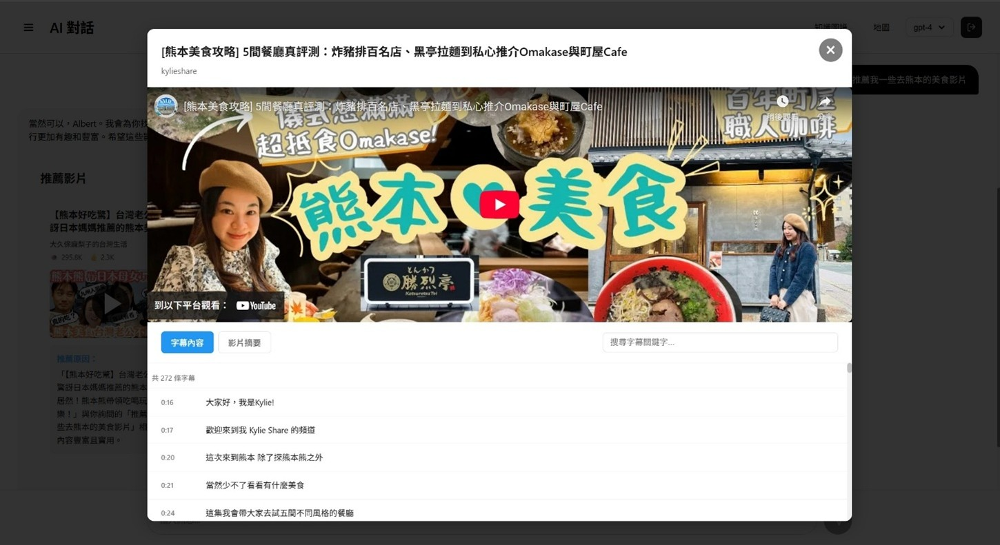 AI 對話
知識圖譜
地圖
gpt-4
推薦我一些去熊本的美食影片
當然可以，Albert。我會為你找
行更加有趣和豐富。希望這些影
推薦影片
【熊本好吃驚】台灣老公
訝日本媽媽推薦的熊本美
大久保麻梨子的台灣生活
295.8K
2.3K
推薦原因：
「【熊本好吃驚】台灣老公
驚訝日本媽媽推薦的熊本
居然！熊本熊帶領吃喝玩
樂！」與你詢問的「推薦
些去熊本的美食影片」相
內容豐富且實用。
[熊本美食攻略] 5間餐廳真評測：炸豬排百名店、黑亭拉麵到私心推介Omakase與町屋Cafe
kylieshare
[熊本美食攻略] 5間餐廳真評測：炸豬排百名店、黑亭拉麵到私心推介Omakase與町屋Cafe
稍後觀看
分享
儀式感滿滿
超抵食Omakase!
百年町屋
職人咖啡
熊本美食
とんかつ
勝烈亭
Katsuretsu Tei
到以下平台觀看：
YouTube
字幕內容
影片摘要
搜尋字幕關鍵字...
共 272 條字幕
0:16 大家好，我是Kylie!
0:17 歡迎來到我 Kylie Share 的頻道
0:20 這次來到熊本 除了探熊本熊之外
0:21 當然少不了看看有什麼美食
0:24 這集我會帶大家去試五間不同風格的餐廳